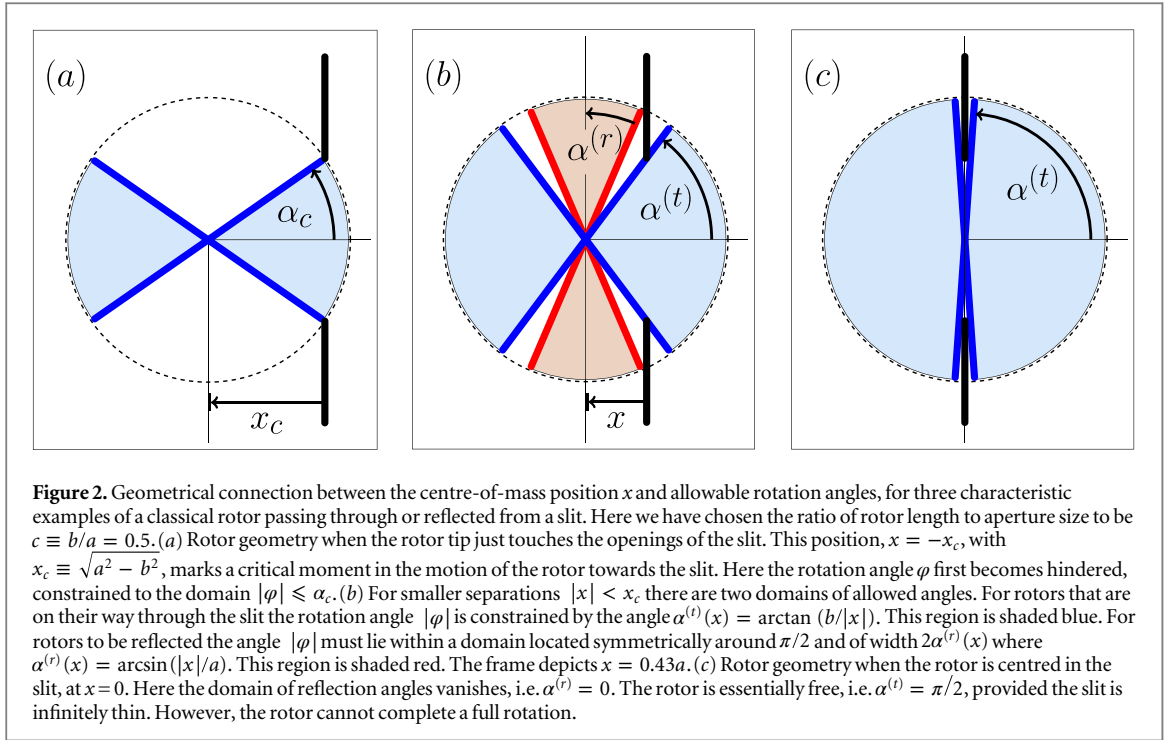 (a)
α_c
x_c
(b)
α^(r)
α^(t)
x
(c)
α^(t)
Figure 2. Geometrical connection between the centre-of-mass position x and allowable rotation angles, for three characteristic
examples of a classical rotor passing through or reflected from a slit. Here we have chosen the ratio of rotor length to aperture size to be
c ≡ b/a = 0.5.(a) Rotor geometry when the rotor tip just touches the openings of the slit. This position, x = −x_c, with
x_c ≡ √(a² − b²), marks a critical moment in the motion of the rotor towards the slit. Here the rotation angle φ first becomes hindered,
constrained to the domain |φ| ⩽ α_c. (b) For smaller separations |x| < x_c there are two domains of allowed angles. For rotors that are
on their way through the slit the rotation angle |φ| is constrained by the angle α^(t)(x) = arctan (b/|x|). This region is shaded blue. For
rotors to be reflected the angle |φ| must lie within a domain located symmetrically around π/2 and of width 2α^(r)(x) where
α^(r)(x) = arcsin(|x|/a). This region is shaded red. The frame depicts x = 0.43a. (c) Rotor geometry when the rotor is centred in the
slit, at x = 0. Here the domain of reflection angles vanishes, i.e. α^(r) = 0. The rotor is essentially free, i.e. α^(t) = π/2, provided the slit is
infinitely thin. However, the rotor cannot complete a full rotation.